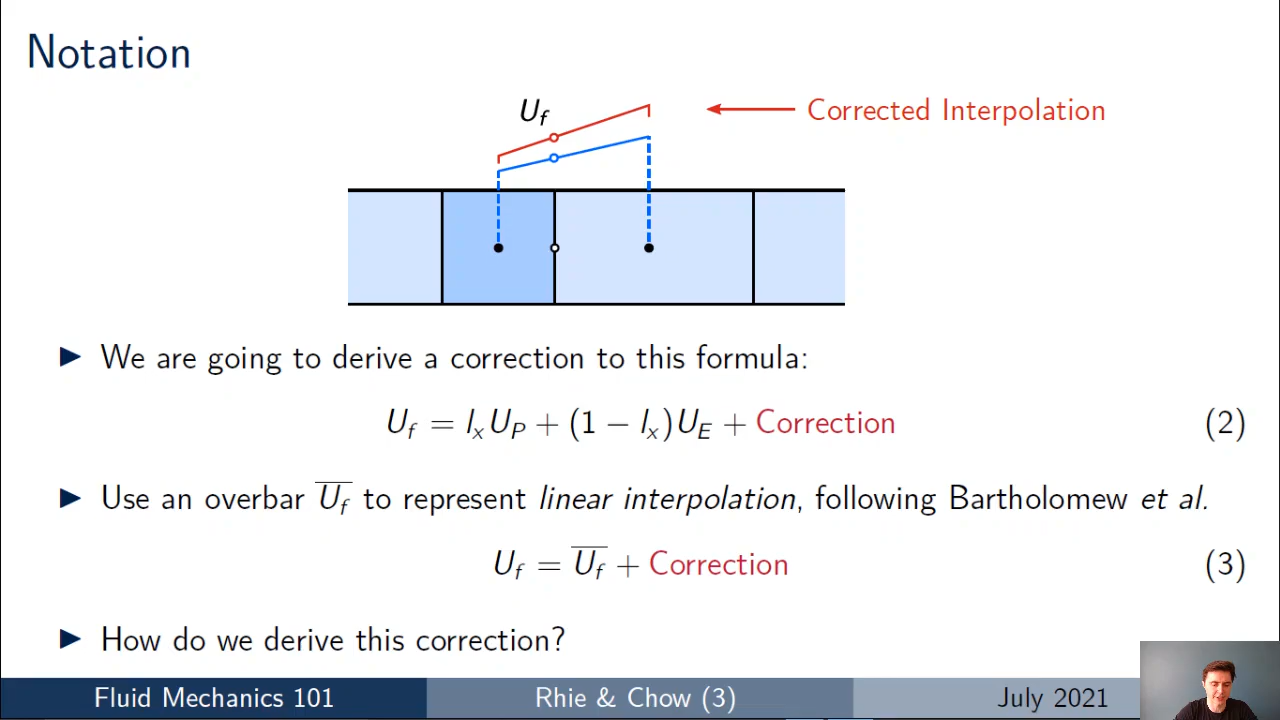 Notation
U_f
Corrected Interpolation
▶ We are going to derive a correction to this formula:
U_f = l_x U_P + (1 − l_x)U_E + Correction (2)
▶ Use an overbar \overline{U_f} to represent linear interpolation, following Bartholomew et al.
U_f = \overline{U_f} + Correction (3)
▶ How do we derive this correction?
Fluid Mechanics 101 Rhie & Chow (3) July 2021